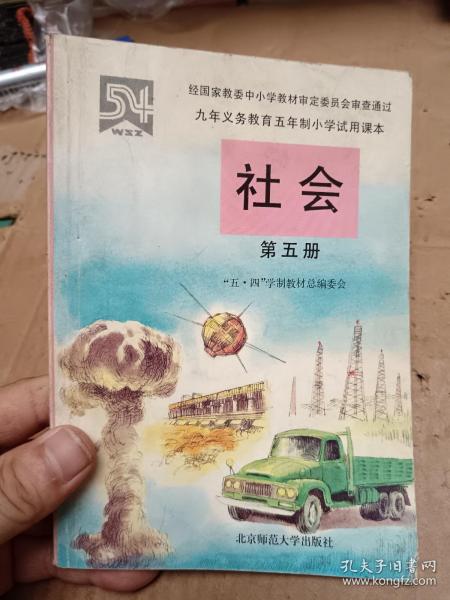 54
WSZ
经国家教委中小学教材审定委员会审查通过
九年义务教育五年制小学试用课本
社会
第五册
“五·四”学制教材总编委会
北京师范大学出版社
孔夫子旧书网
kongfz.com